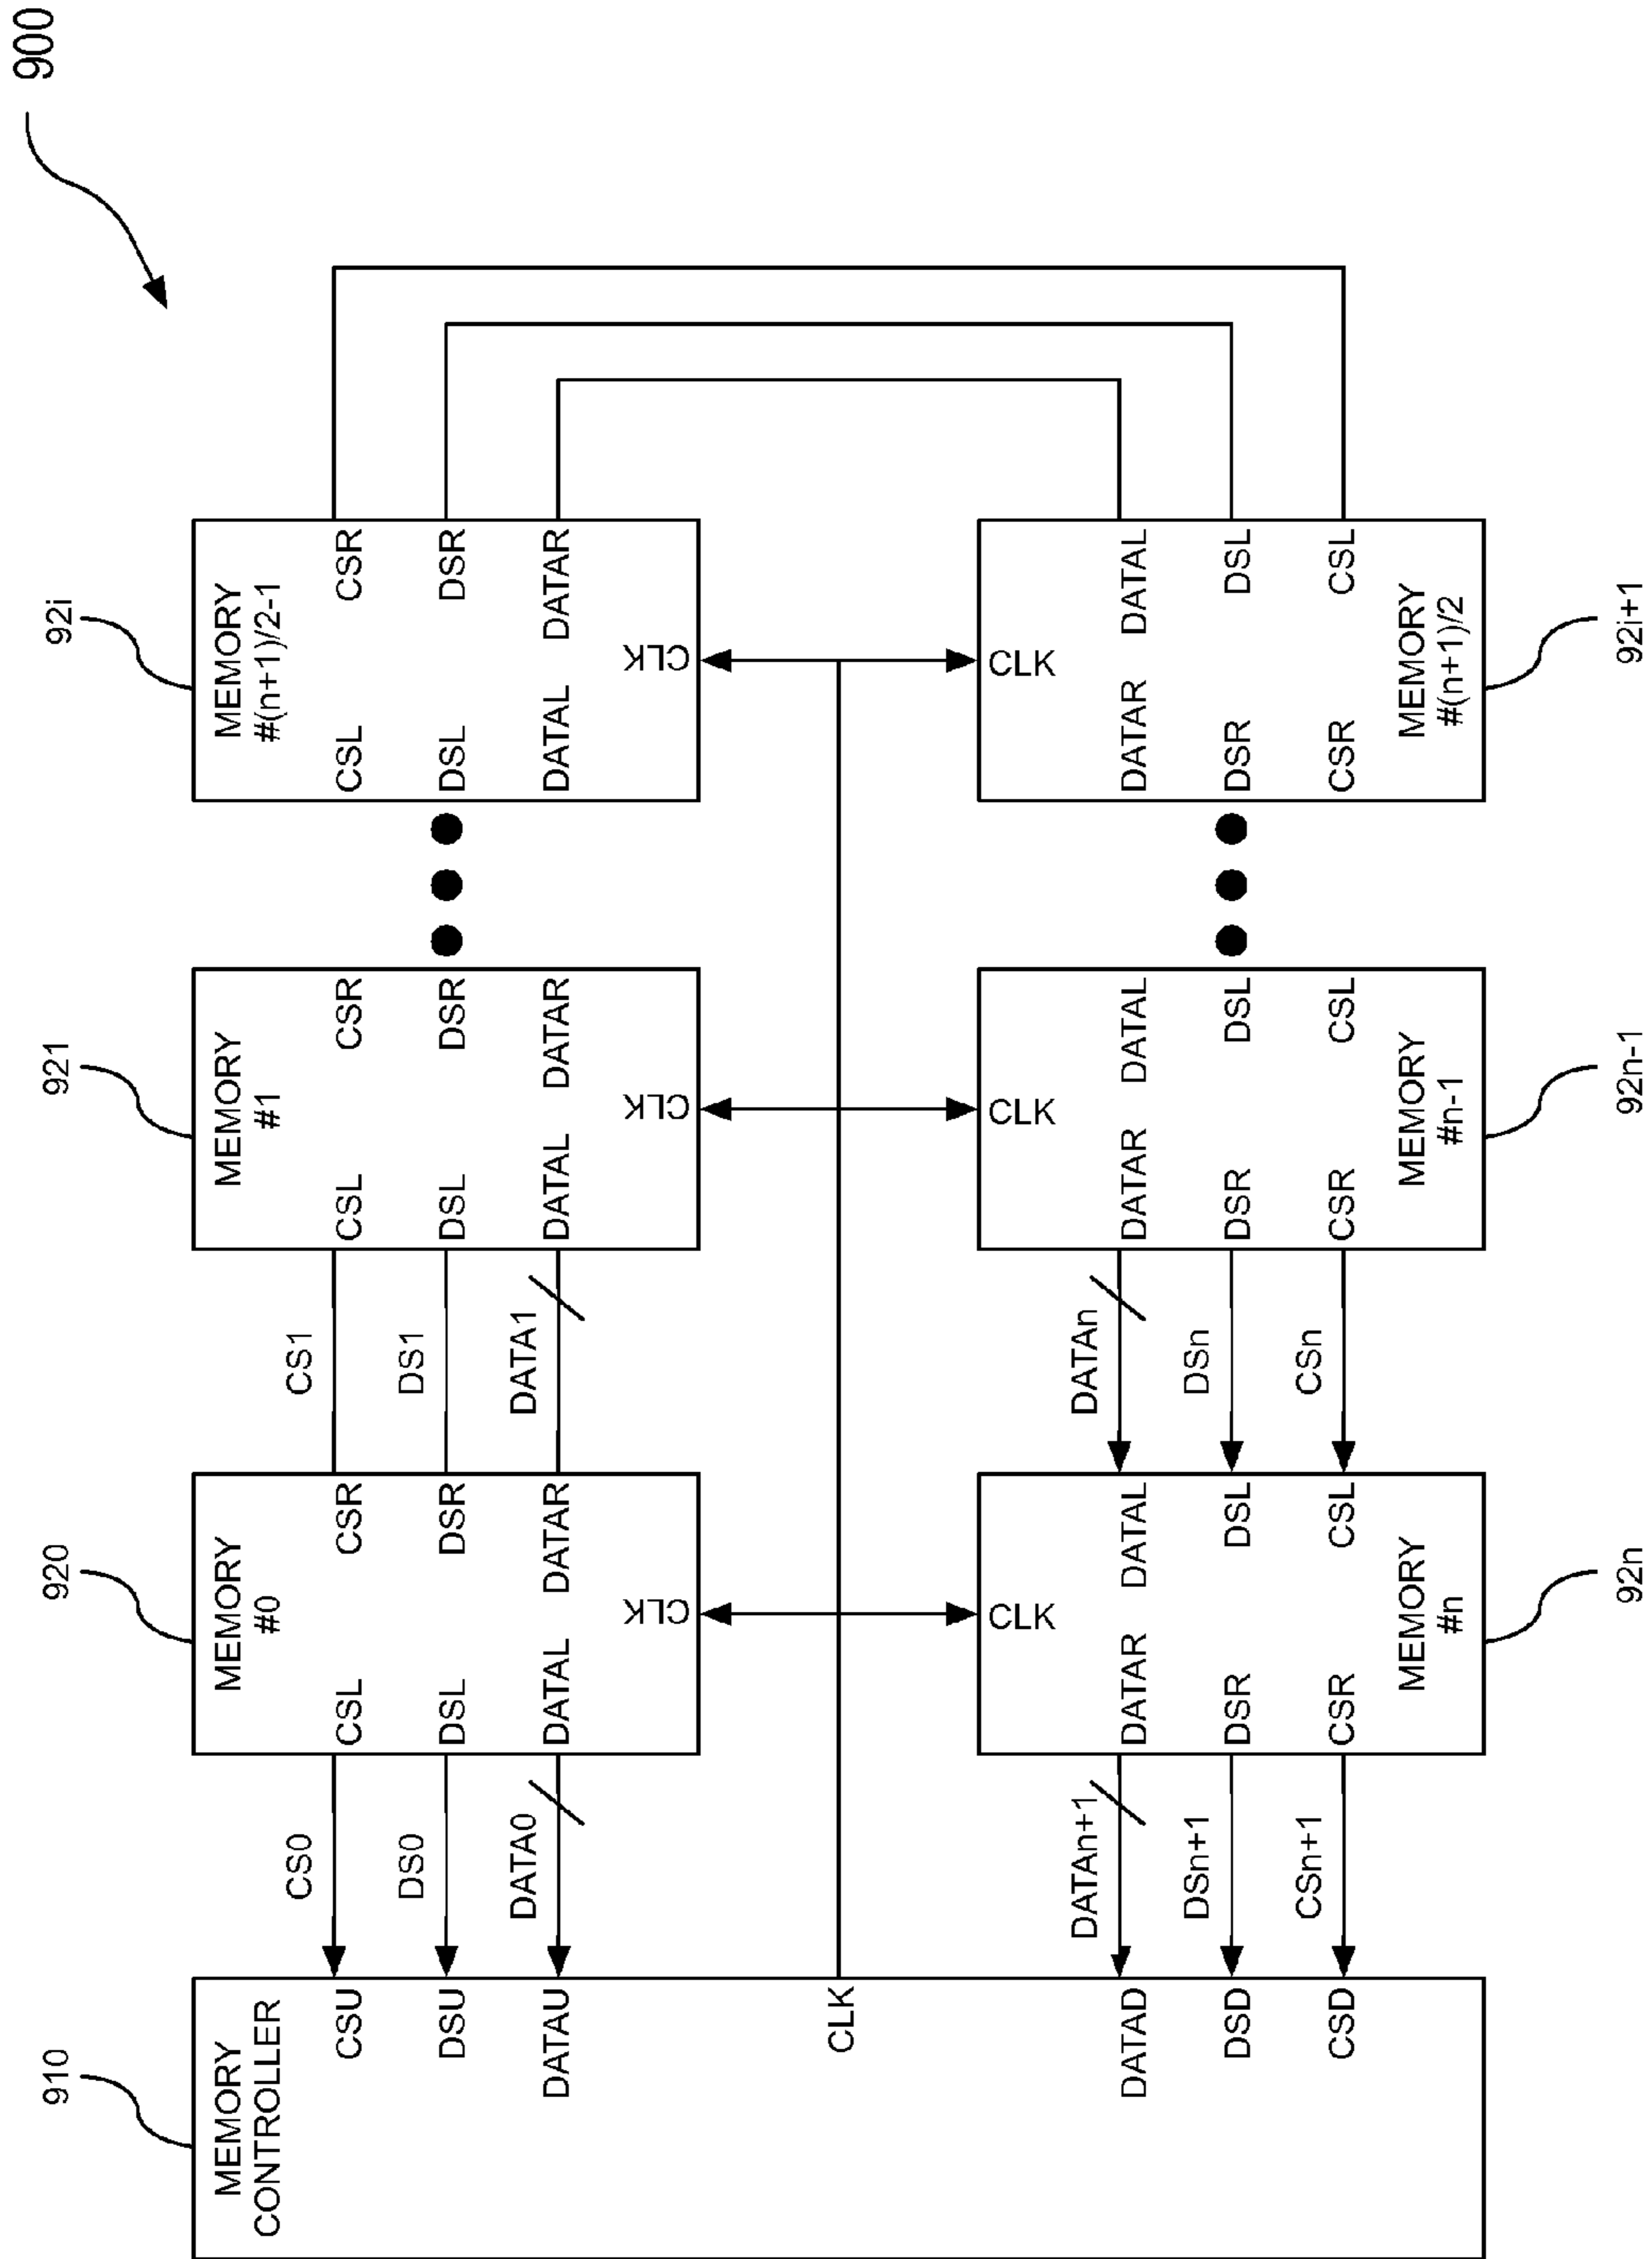 900
910
920
921
92i
MEMORY
CONTROLLER
CSU
DSU
DATAU
CLK
DATAD
DSD
CSD
CS0
DS0
DATA0
MEMORY
#0
CSL CSR
DSL DSR
DATAL DATAR
CLK
CS1
DS1
DATA1
MEMORY
#1
CSL CSR
DSL DSR
DATAL DATAR
CLK
MEMORY
#(n+1)/2-1
CSL CSR
DSL DSR
DATAL DATAR
CLK
DATAn+1
DSn+1
CSn+1
CLK
DATAR DATAL
DSR DSL
CSR CSL
MEMORY
#n
DATAn
DSn
CSn
CLK
DATAR DATAL
DSR DSL
CSR CSL
MEMORY
#n-1
CLK
DATAR DATAL
DSR DSL
CSR CSL
MEMORY
#(n+1)/2
92n
92n-1
92i+1